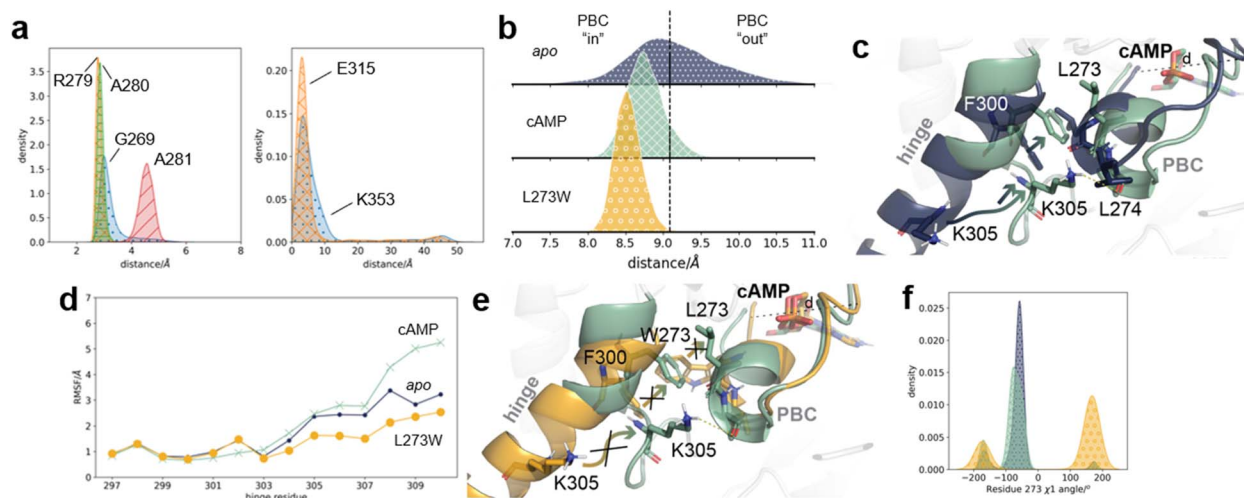 a
R279
A280
G269
A281
density
3.5
3.0
2.5
2.0
1.5
1.0
0.5
0.0
2
4
6
8
distance/Å
E315
K353
density
0.20
0.15
0.10
0.05
0.00
0
10
20
30
40
50
distance/Å
b
PBC
"in"
PBC
"out"
apo
cAMP
L273W
7.0 7.5 8.0 8.5 9.0 9.5 10.0 10.5 11.0
distance/Å
c
cAMP
d
L273
F300
hinge
PBC
K305
L274
K305
d
RMSF/Å
7
6
5
4
3
2
1
0
cAMP
apo
L273W
297 299 301 303 305 307 309
hinge residue
e
cAMP
d
L273
W273
F300
hinge
PBC
K305
K305
f
density
0.025
0.020
0.015
0.010
0.005
0.000
−200 −100 0 100 200
Residue 273 χ1 angle/°